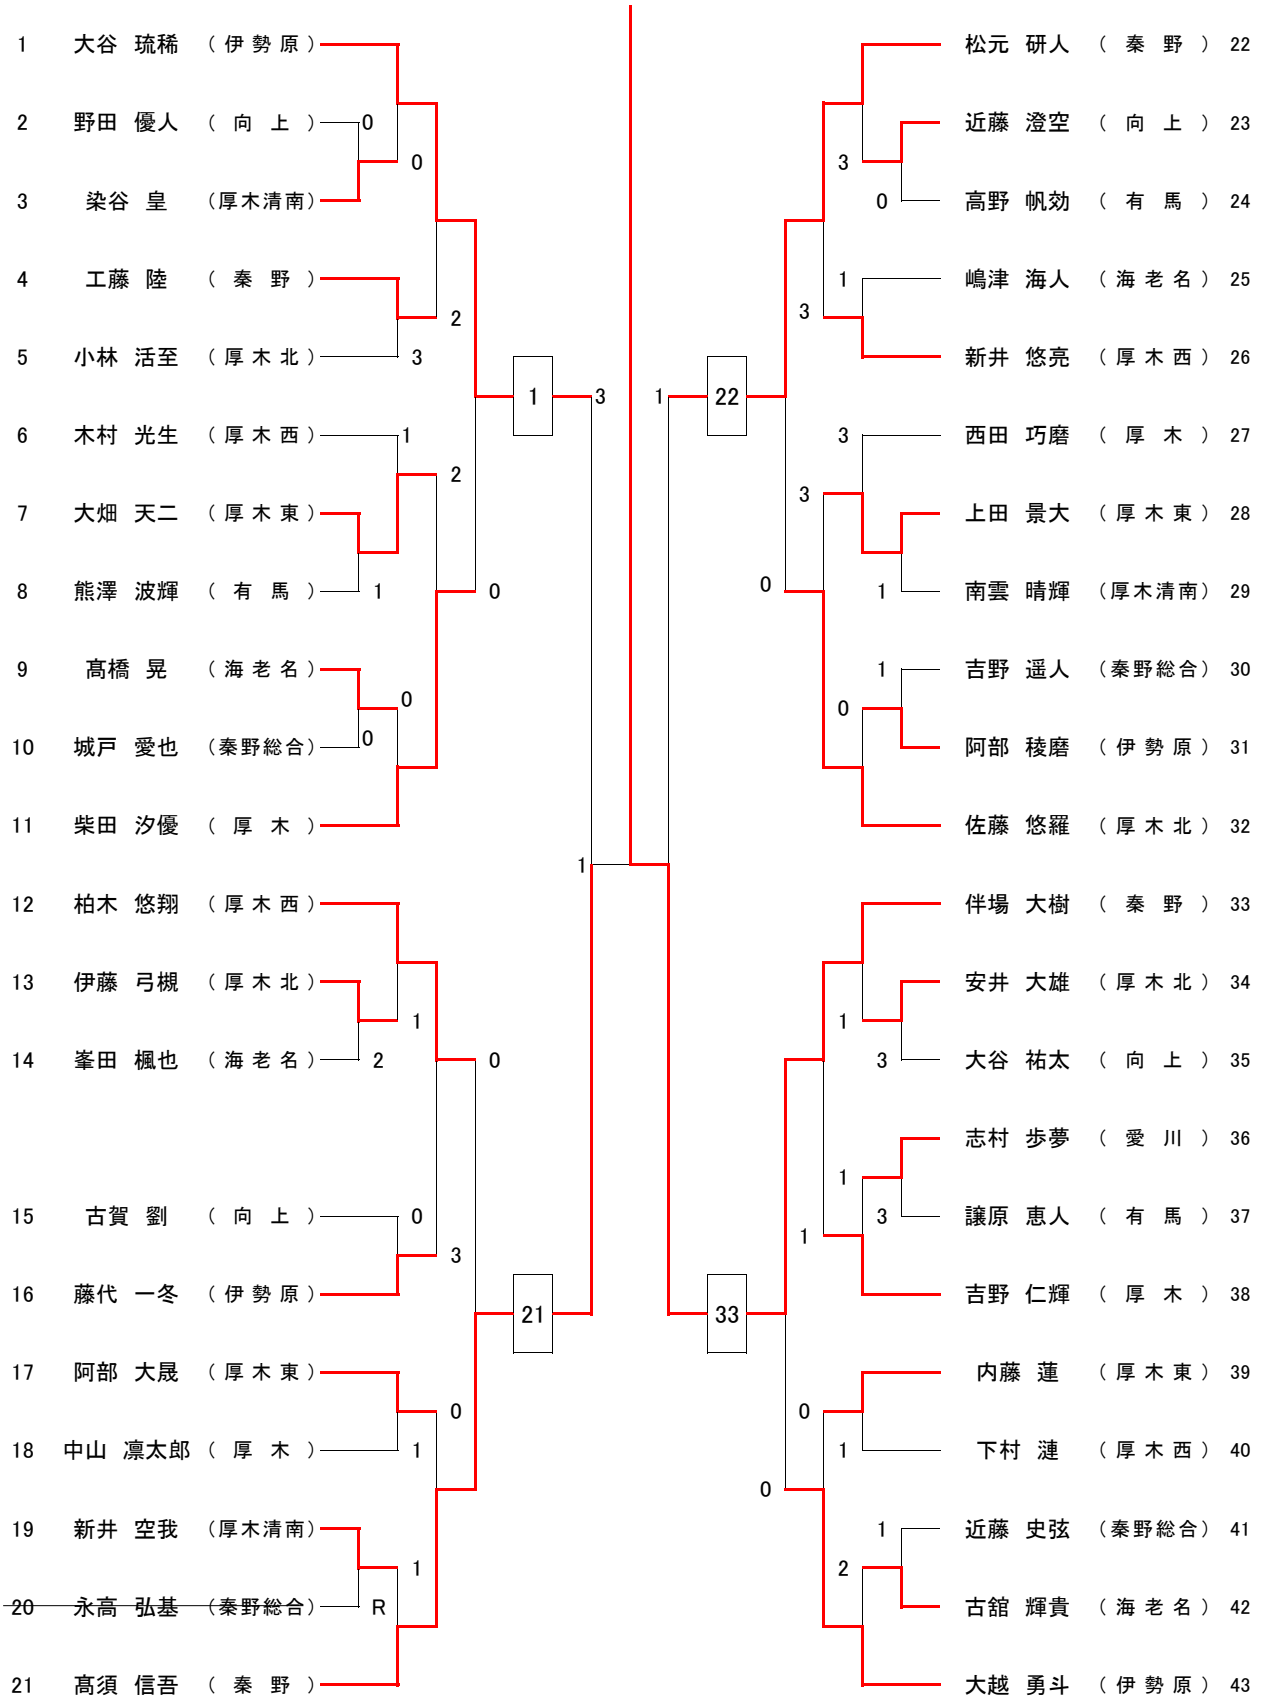 1 大谷 琉稀 (伊勢原)
2 野田 優人 (向上) 0
0
3 染谷 皇 (厚木清南)
4 工藤 陸 (秦野)
2
5 小林 活至 (厚木北) 3
1 3
6 木村 光生 (厚木西) 1
2
7 大畑 天二 (厚木東)
8 熊澤 波輝 (有馬) 1
0
9 髙橋 晃 (海老名)
0
10 城戸 愛也 (秦野総合) 0
11 柴田 汐優 (厚木)
1
12 柏木 悠翔 (厚木西)
13 伊藤 弓槻 (厚木北)
1
14 峯田 楓也 (海老名) 2
0
15 古賀 劉 (向上) 0
3
16 藤代 一冬 (伊勢原)
21
17 阿部 大晟 (厚木東)
0
18 中山 凛太郎 (厚木) 1
19 新井 空我 (厚木清南)
1
20 永高 弘基 (秦野総合) R
21 髙須 信吾 (秦野)
松元 研人 (秦野) 22
近藤 澄空 (向上) 23
3
0 高野 帆効 (有馬) 24
1 嶋津 海人 (海老名) 25
3
新井 悠亮 (厚木西) 26
1 22
3 西田 巧磨 (厚木) 27
3
上田 景大 (厚木東) 28
0
1 南雲 晴輝 (厚木清南) 29
1 吉野 遥人 (秦野総合) 30
0
阿部 稜磨 (伊勢原) 31
佐藤 悠羅 (厚木北) 32
伴場 大樹 (秦野) 33
安井 大雄 (厚木北) 34
1
3 大谷 祐太 (向上) 35
志村 歩夢 (愛川) 36
1
3 譲原 恵人 (有馬) 37
1
吉野 仁輝 (厚木) 38
33
内藤 蓮 (厚木東) 39
0
1 下村 漣 (厚木西) 40
0
1 近藤 史弦 (秦野総合) 41
2
古舘 輝貴 (海老名) 42
大越 勇斗 (伊勢原) 43